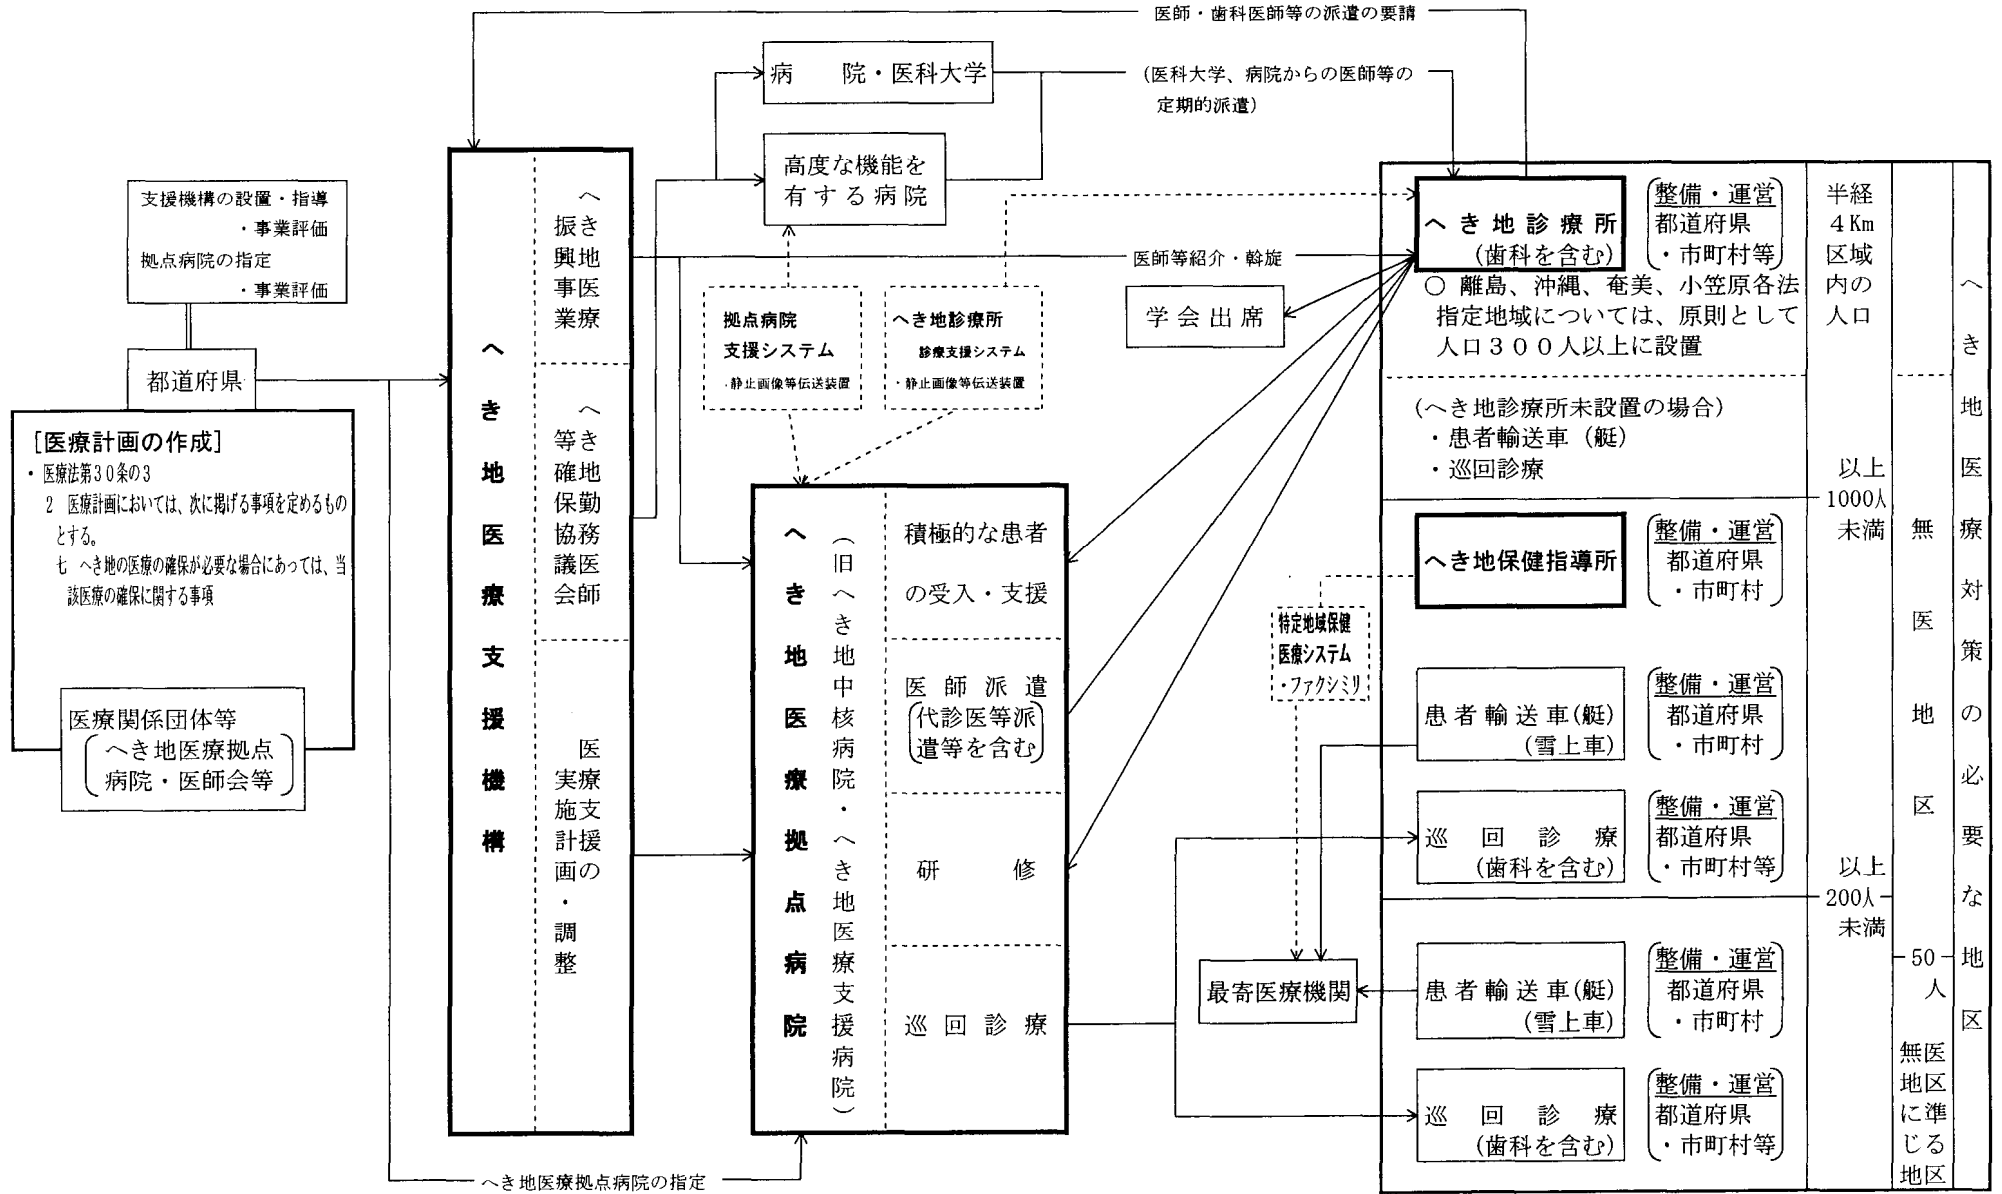 医師・歯科医師等の派遣の要請
病　院・医科大学
(医科大学、病院からの医師等の
定期的派遣)
高度な機能を
有する病院
支援機構の設置・指導
・事業評価
拠点病院の指定
・事業評価
都道府県
[医療計画の作成]
・医療法第30条の3
2　医療計画においては、次に掲げる事項を定めるもの
とする。
七　へき地の医療の確保が必要な場合にあっては、当
該医療の確保に関する事項
医療関係団体等
へき地医療拠点
病院・医師会等
へき地医療支援機構
へき地医療
振興事業
へき地勤務医師
等確保協議会
医療支援の
実施計画・調整
医師等紹介・斡旋
学会出席
拠点病院
支援システム
・静止画像等伝送装置
へき地診療所
診療支援システム
・静止画像等伝送装置
へき地医療拠点病院
(旧へき地中核病院・へき地医療支援病院)
積極的な患者
の受入・支援
医師派遣
代診医等派
遣等を含む
研　修
巡回診療
へき地医療拠点病院の指定
へき地診療所
(歯科を含む)
整備・運営
都道府県
・市町村等
○ 離島、沖縄、奄美、小笠原各法
指定地域については、原則として
人口300人以上に設置
(へき地診療所未設置の場合)
・患者輸送車(艇)
・巡回診療
へき地保健指導所
整備・運営
都道府県
・市町村
特定地域保健
医療システム
・ファクシミリ
患者輸送車(艇)
(雪上車)
整備・運営
都道府県
・市町村
巡回診療
(歯科を含む)
整備・運営
都道府県
・市町村等
最寄医療機関
患者輸送車(艇)
(雪上車)
整備・運営
都道府県
・市町村
巡回診療
(歯科を含む)
整備・運営
都道府県
・市町村等
半経
4Km
区域
内の
人口
以上
1000人
未満
以上
200人
未満
無医地区
50
人
無医
地区
に準
じる
地区
へき地医療対策の必要な地区